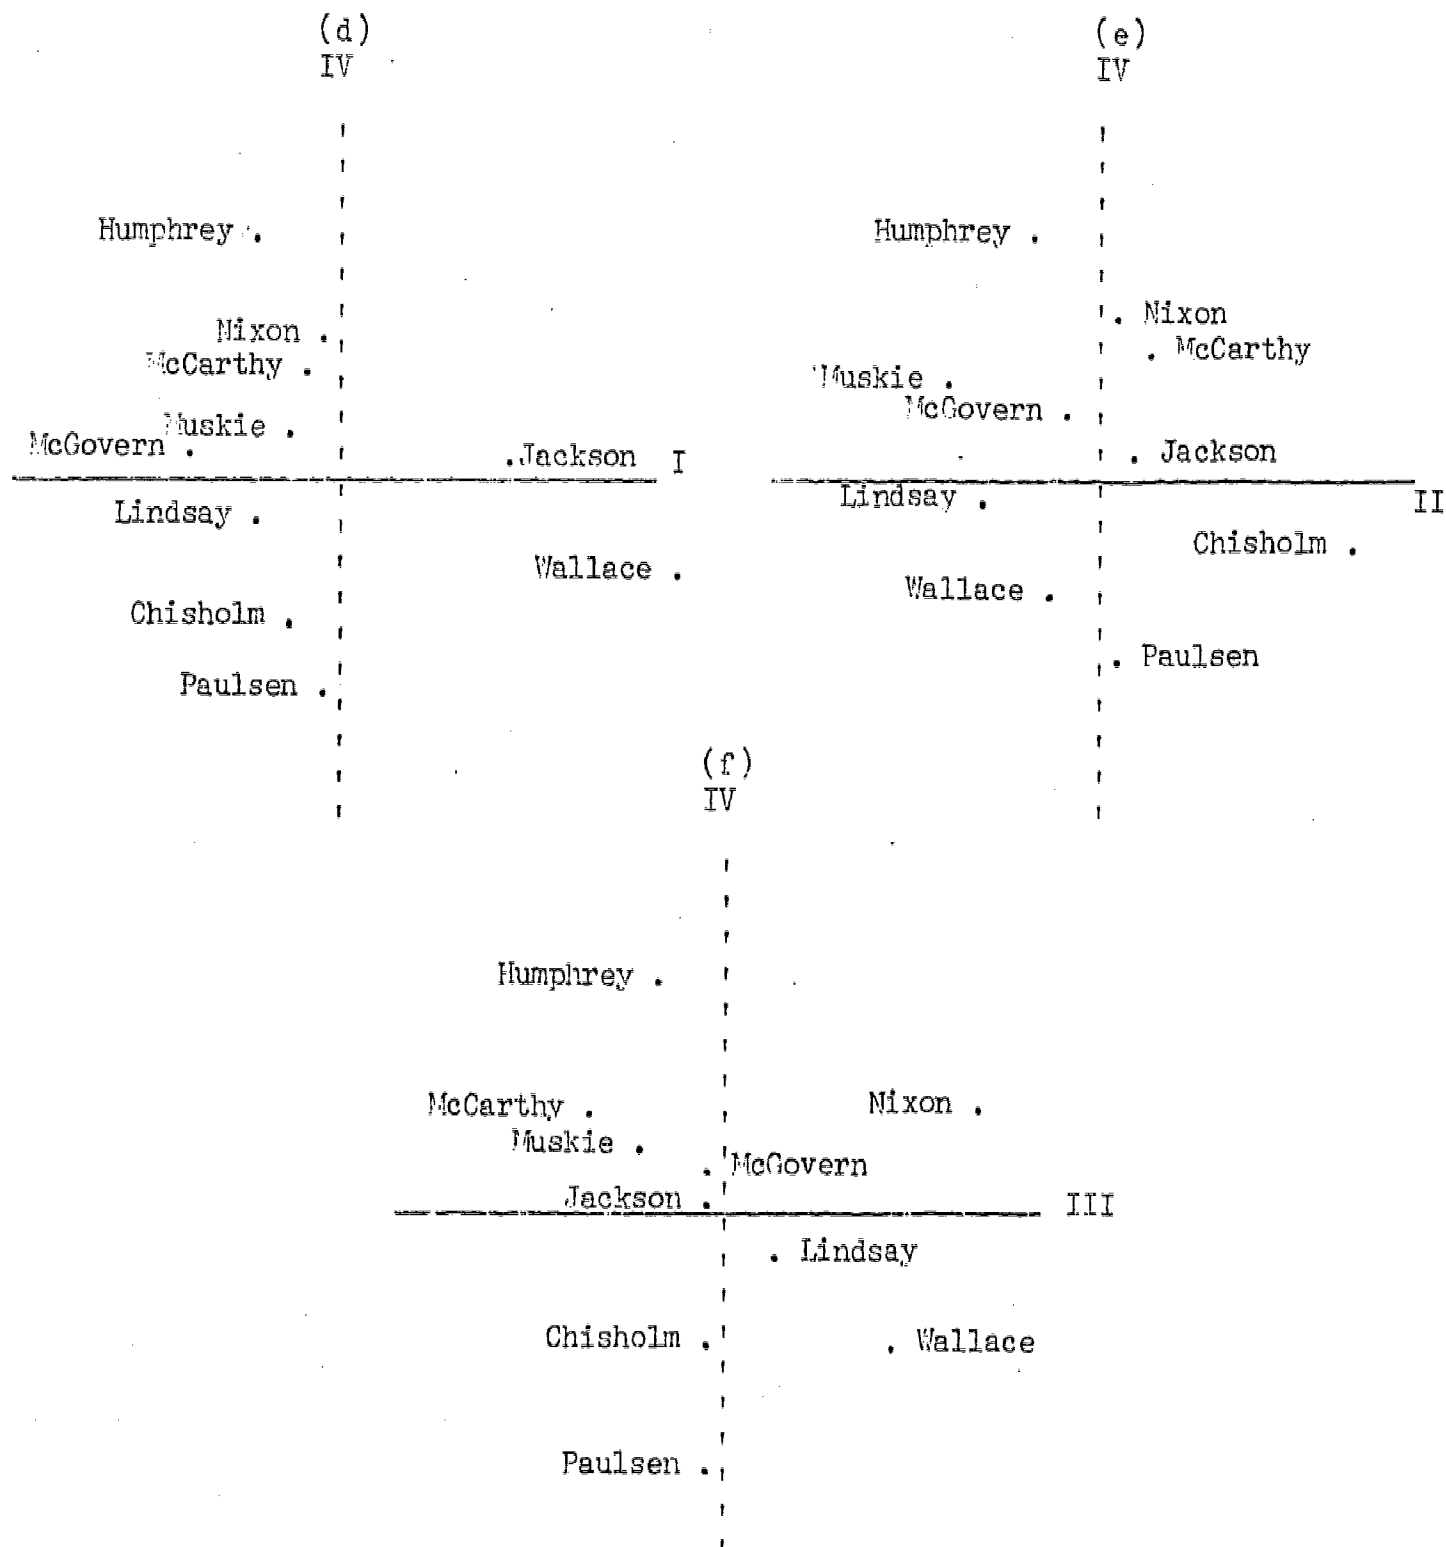 (d)
IV
Humphrey .
Nixon .
McCarthy .
Muskie .
McGovern .
.Jackson I
Lindsay .
Wallace .
Chisholm .
Paulsen .
(e)
IV
Humphrey .
. Nixon
. McCarthy
Muskie .
McGovern .
. Jackson
II
Lindsay .
Chisholm .
Wallace .
. Paulsen
(f)
IV
Humphrey .
McCarthy .
Nixon .
Muskie .
. McGovern
Jackson .
III
. Lindsay
Chisholm .
. Wallace
Paulsen .